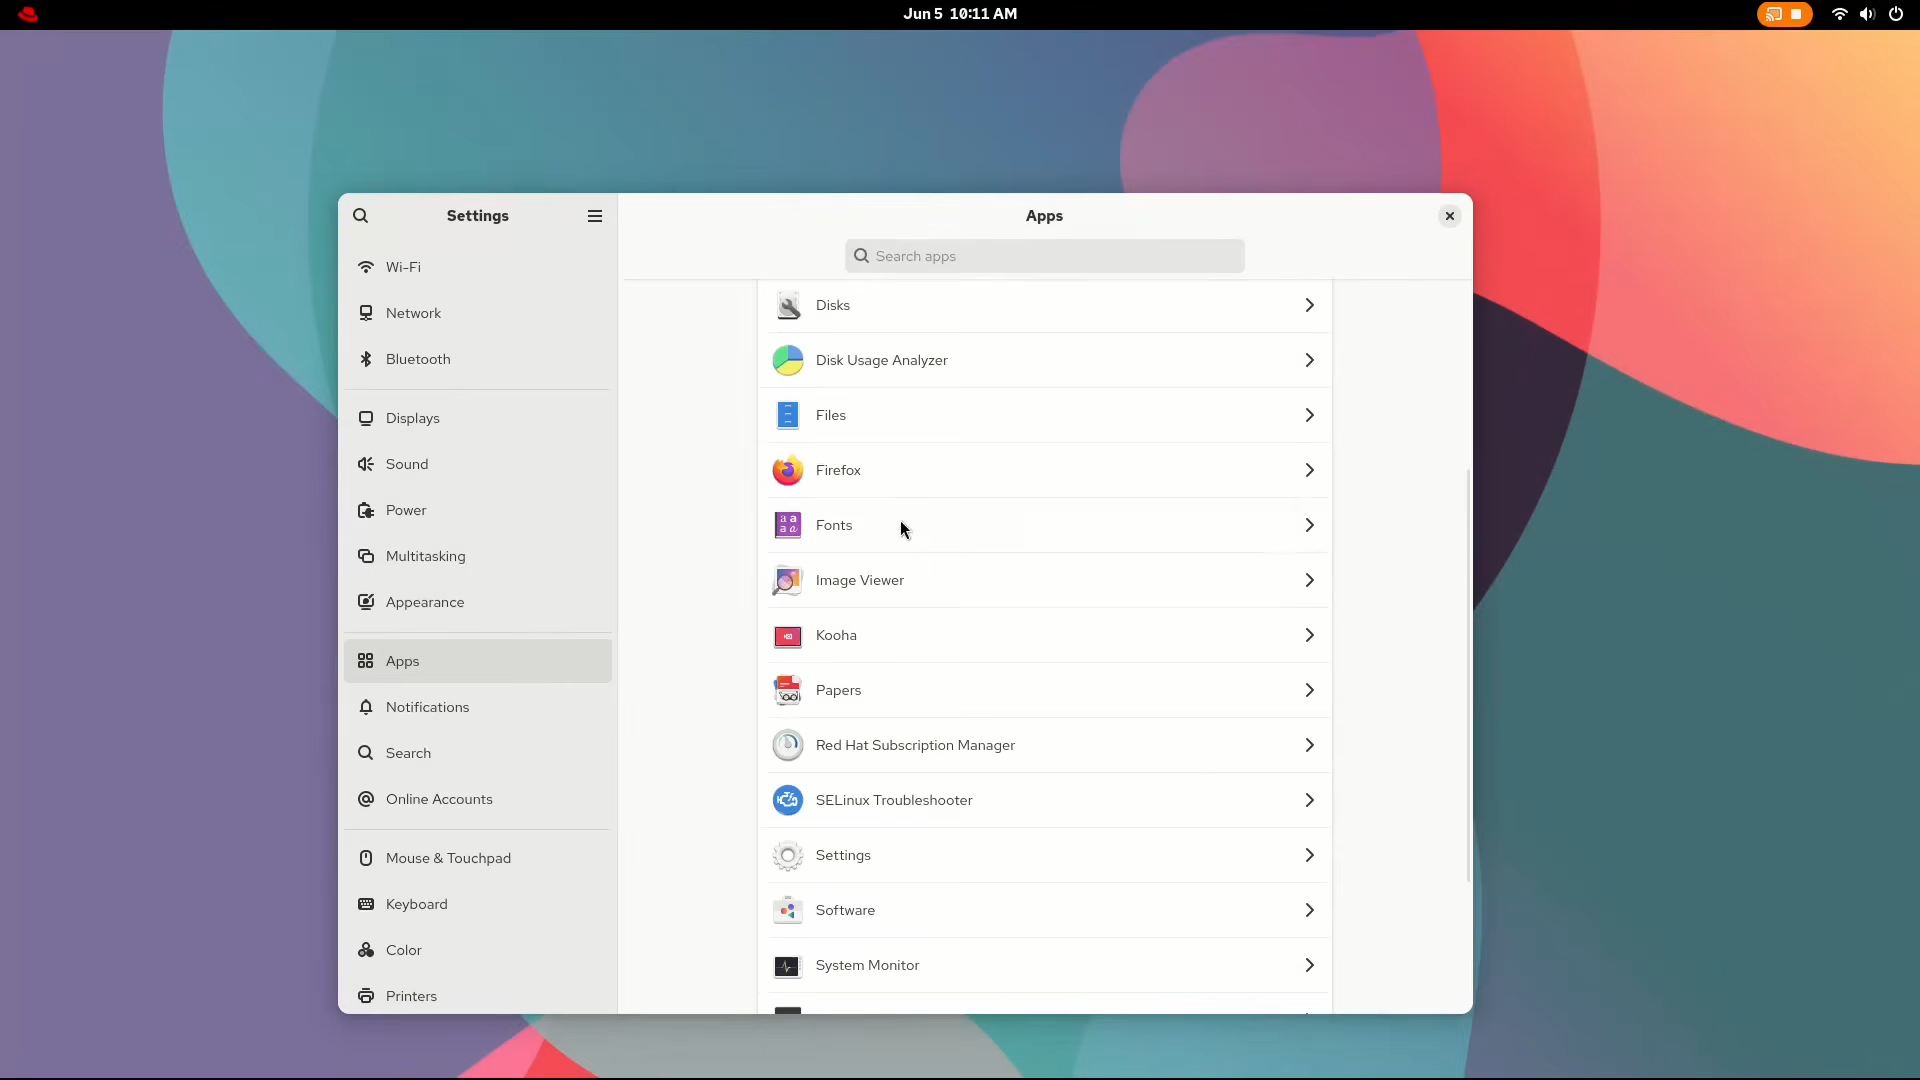 Jun 5 10:11 AM
Settings
Apps
Search apps
Wi-Fi
Network
Bluetooth
Displays
Sound
Power
Multitasking
Appearance
Apps
Notifications
Search
Online Accounts
Mouse & Touchpad
Keyboard
Color
Printers
Disks
Disk Usage Analyzer
Files
Firefox
Fonts
Image Viewer
Kooha
Papers
Red Hat Subscription Manager
SELinux Troubleshooter
Settings
Software
System Monitor